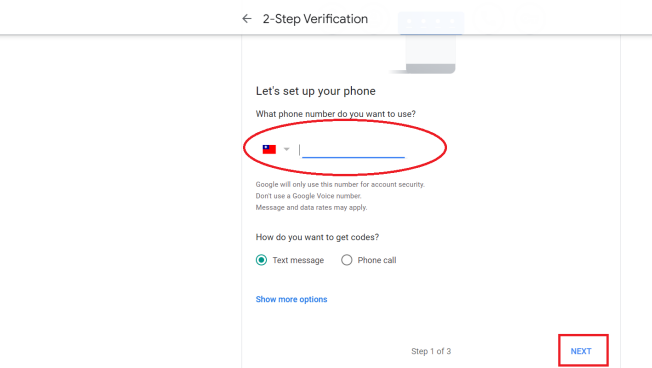 2-Step Verification
Let's set up your phone
What phone number do you want to use?
Google will only use this number for account security.
Don't use a Google Voice number.
Message and data rates may apply.
How do you want to get codes?
Text message Phone call
Show more options
Step 1 of 3 NEXT